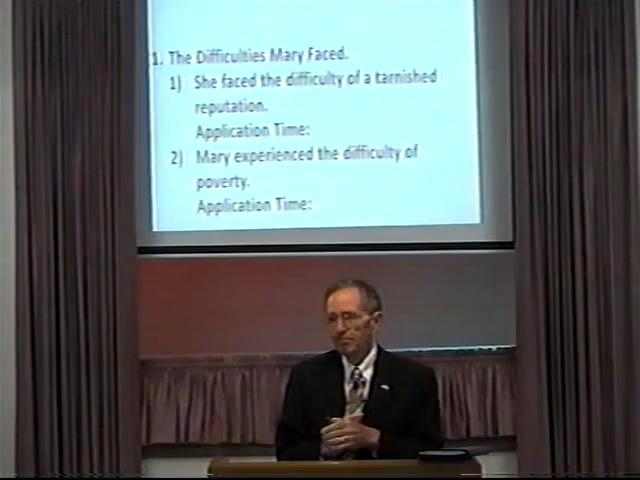 1. The Difficulties Mary Faced.
1) She faced the difficulty of a tarnished
reputation.
Application Time:
2) Mary experienced the difficulty of
poverty.
Application Time: